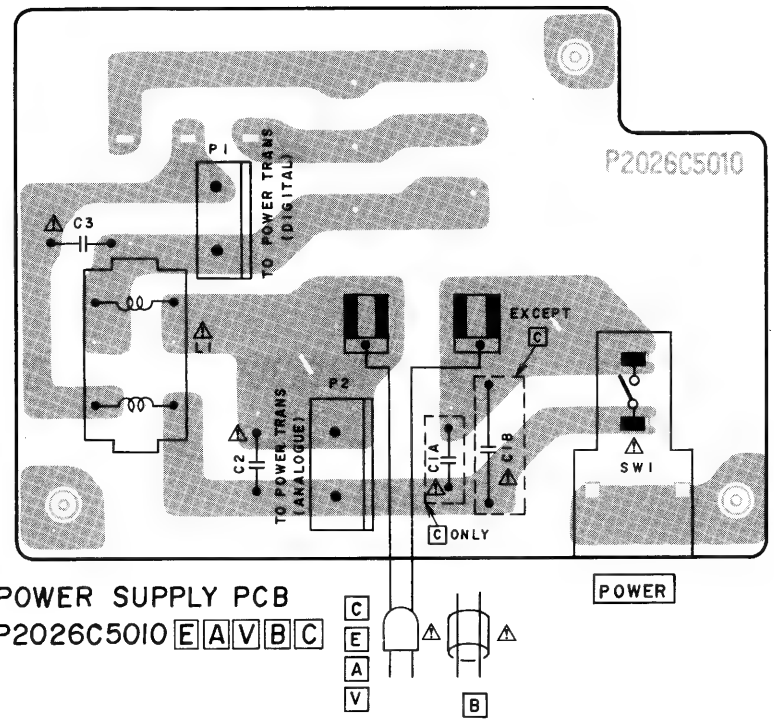 P1
P2026C5010
TO POWER TRANS
(DIGITAL)
C3
L1
EXCEPT
C
P2
C2
TO POWER TRANS
(ANALOGUE)
C1A
C1B
SW1
C ONLY
POWER SUPPLY PCB
P2026C5010 E A V B C
POWER
C
E
A
V
B